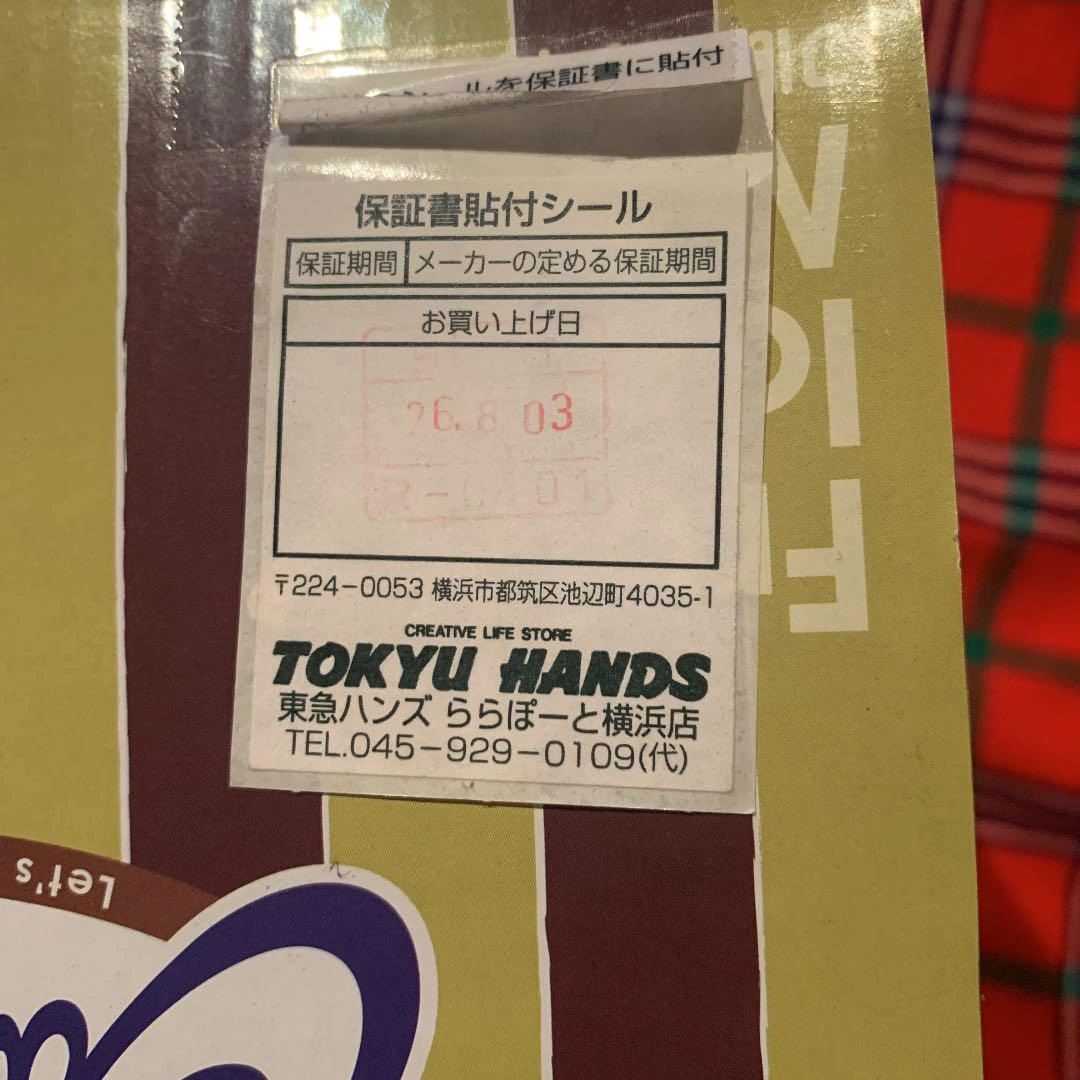 ルを保証書に貼付
保証書貼付シール
保証期間 メーカーの定める保証期間
お買い上げ日
26. 8 03
〒224-0053 横浜市都筑区池辺町4035-1
CREATIVE LIFE STORE
TOKYU HANDS
東急ハンズ ららぽーと横浜店
TEL.045-929-0109(代)
Let's